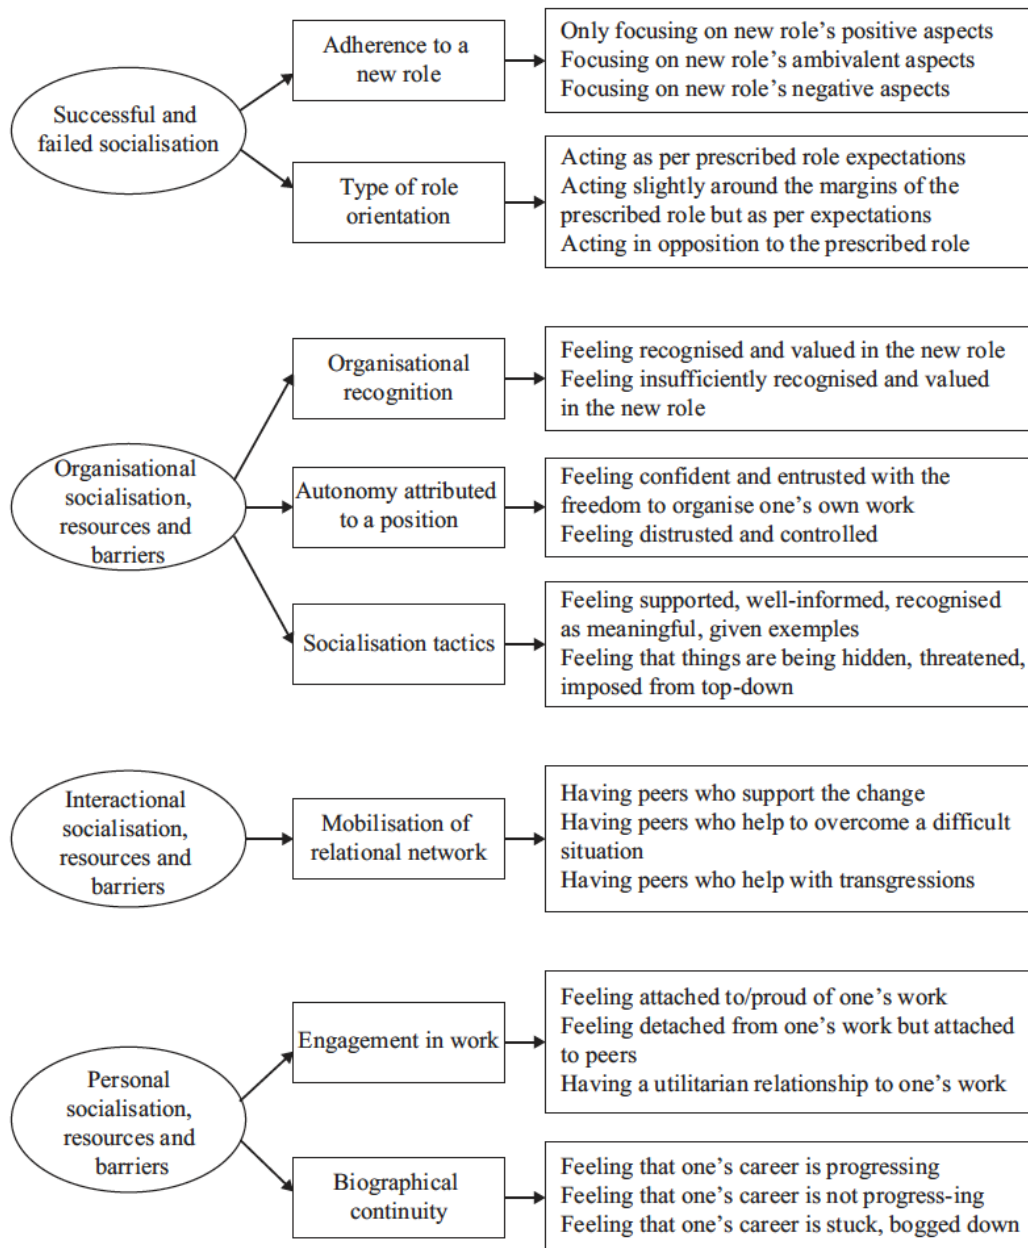 Successful and
failed socialisation
Adherence to a
new role
Only focusing on new role's positive aspects
Focusing on new role's ambivalent aspects
Focusing on new role's negative aspects
Type of role
orientation
Acting as per prescribed role expectations
Acting slightly around the margins of the
prescribed role but as per expectations
Acting in opposition to the prescribed role
Organisational
socialisation,
resources and
barriers
Organisational
recognition
Feeling recognised and valued in the new role
Feeling insufficiently recognised and valued
in the new role
Autonomy attributed
to a position
Feeling confident and entrusted with the
freedom to organise one's own work
Feeling distrusted and controlled
Socialisation tactics
Feeling supported, well-informed, recognised
as meaningful, given exemples
Feeling that things are being hidden, threatened,
imposed from top-down
Interactional
socialisation,
resources and
barriers
Mobilisation of
relational network
Having peers who support the change
Having peers who help to overcome a difficult
situation
Having peers who help with transgressions
Personal
socialisation,
resources and
barriers
Engagement in work
Feeling attached to/proud of one's work
Feeling detached from one's work but attached
to peers
Having a utilitarian relationship to one's work
Biographical
continuity
Feeling that one's career is progressing
Feeling that one's career is not progress-ing
Feeling that one's career is stuck, bogged down